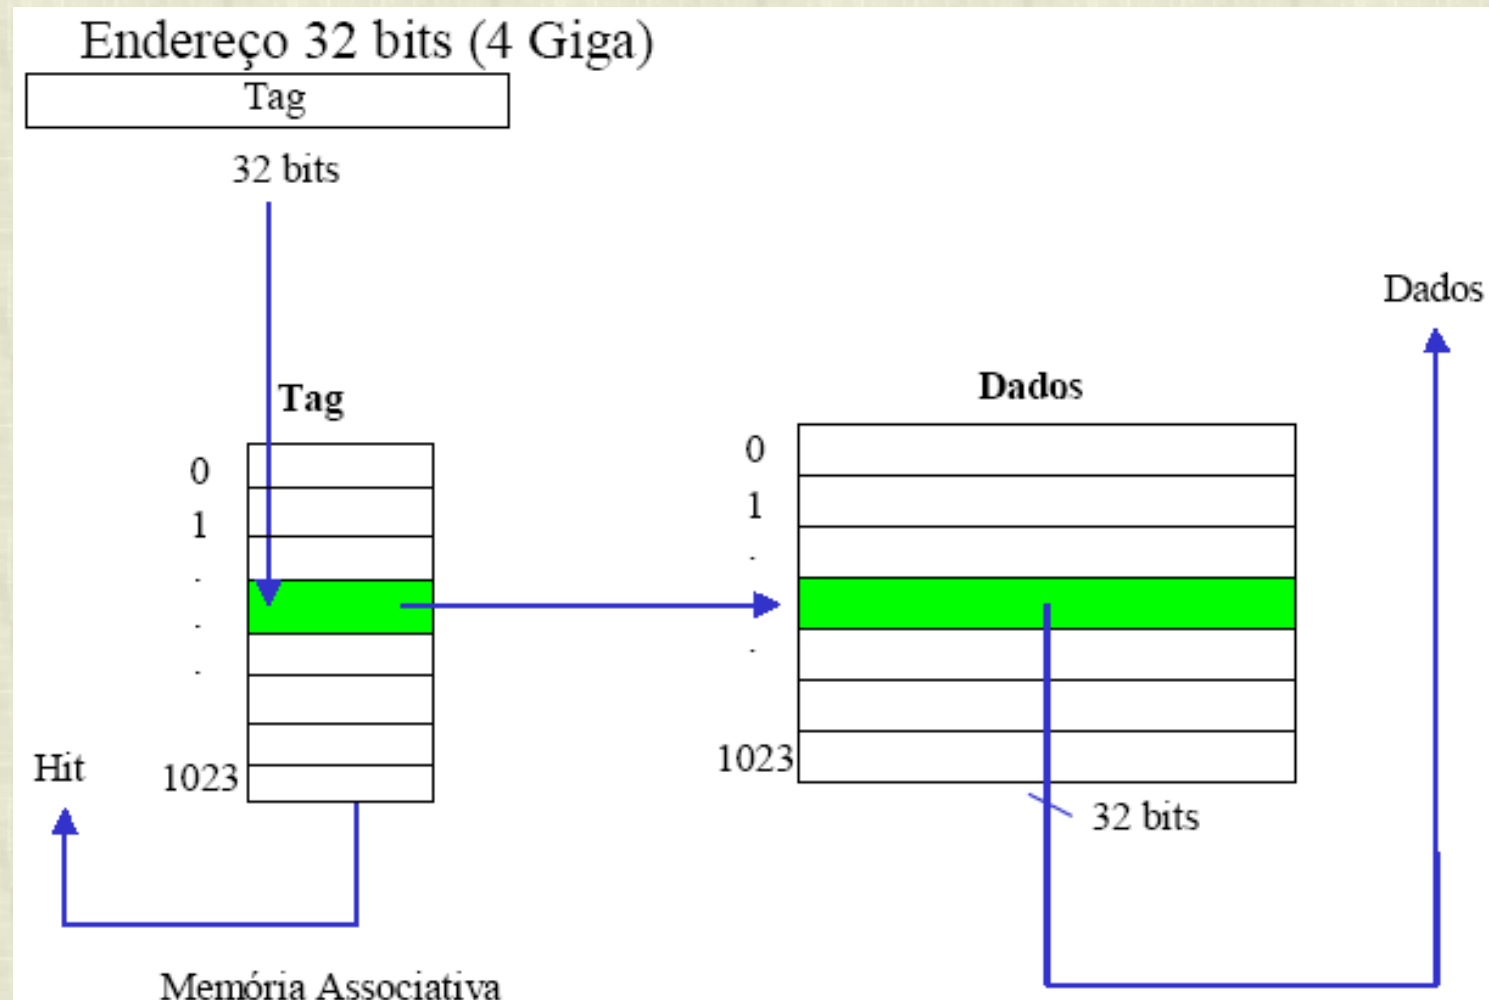 Endereço 32 bits (4 Giga)
Tag
32 bits
Dados
Tag
Dados
0
0
1
1
.
.
.
.
.
Hit
1023
1023
32 bits
Memória Associativa